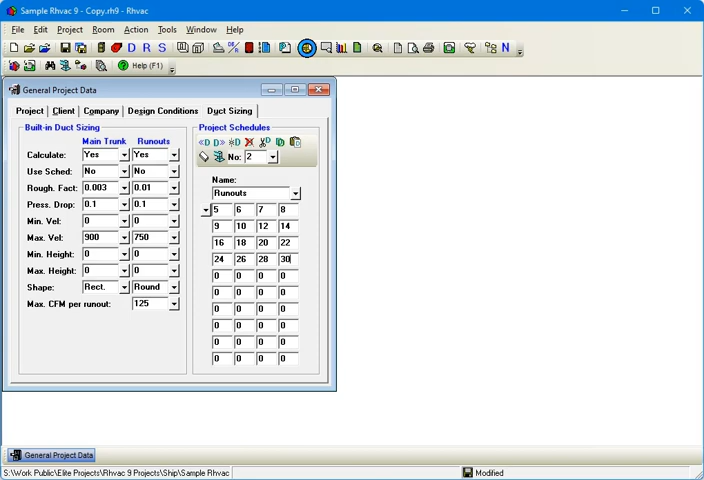 Sample Rhvac 9 - Copy.rh9 - Rhvac
File Edit Project Room Action Tools Window Help
D R S N
Help (F1)
General Project Data
Project Client Company Design Conditions Duct Sizing
Built-in Duct Sizing
Main Trunk Runouts
Calculate: Yes Yes
Use Sched: No No
Rough. Fact: 0.003 0.01
Press. Drop: 0.1 0.1
Min. Vel: 0 0
Max. Vel: 900 750
Min. Height: 0 0
Max. Height: 0 0
Shape: Rect. Round
Max. CFM per runout: 125
Project Schedules
No: 2
Name:
Runouts
5 6 7 8
9 10 12 14
16 18 20 22
24 26 28 30
0 0 0 0
0 0 0 0
0 0 0 0
0 0 0 0
0 0 0 0
0 0 0 0
General Project Data
S:\Work Public\Elite Projects\Rhvac 9 Projects\Ship\Sample Rhvac Modified